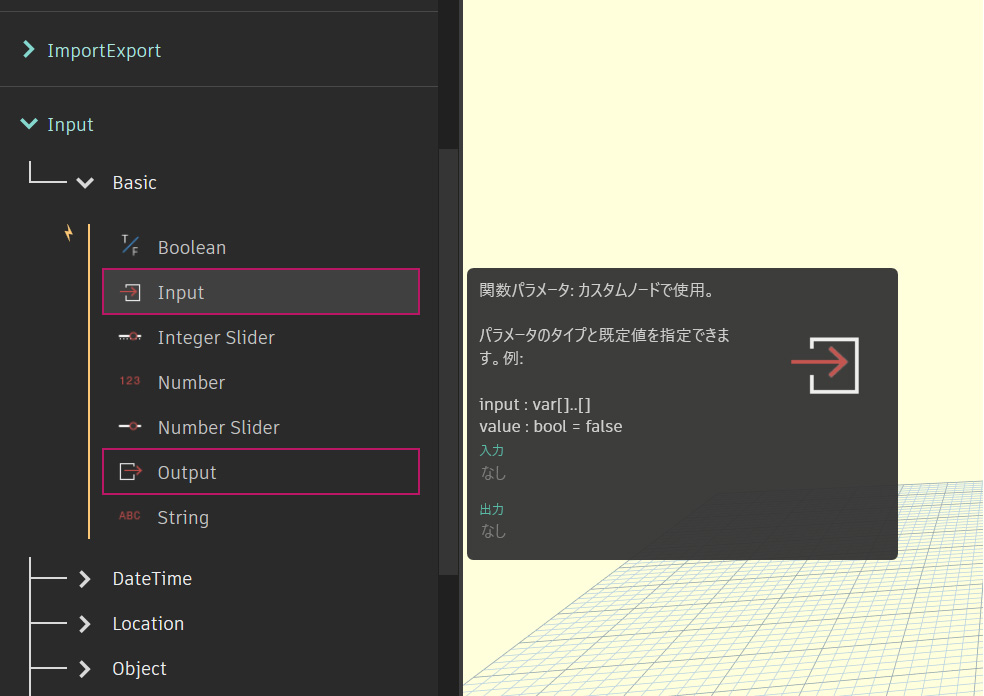 ImportExport
Input
Basic
T/F Boolean
Input
Integer Slider
123 Number
Number Slider
Output
ABC String
DateTime
Location
Object
関数パラメータ: カスタムノードで使用。
パラメータのタイプと既定値を指定できま
す。例:
input : var[]..[]
value : bool = false
入力
なし
出力
なし